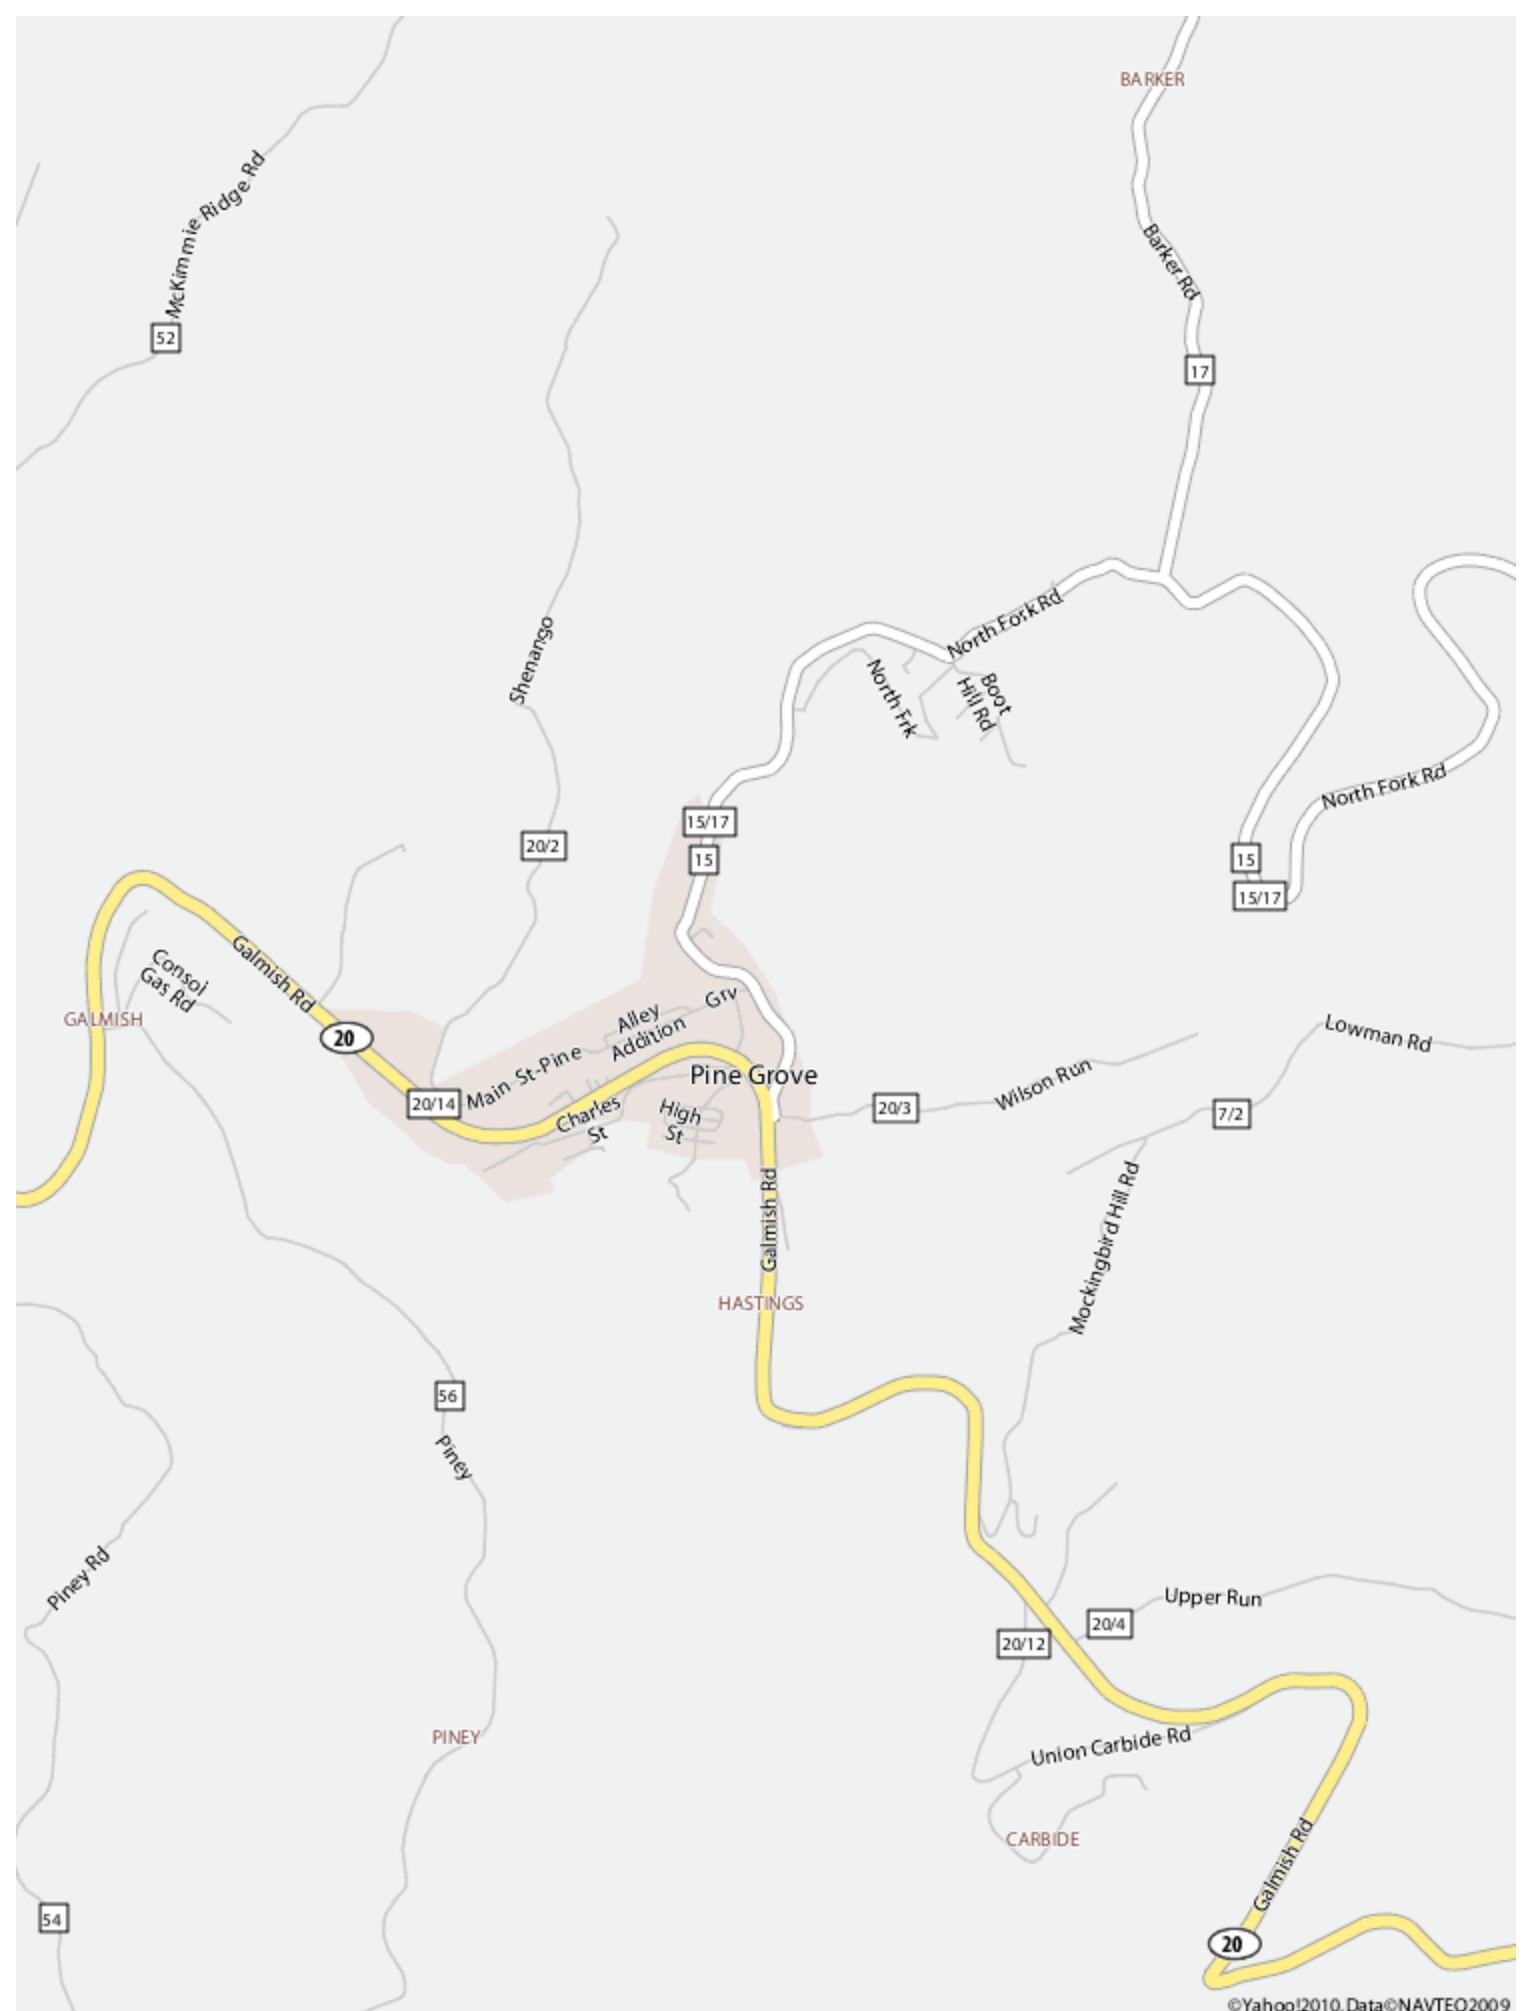 BARKER
McKimmie Ridge Rd
Barker Rd
52
17
North Fork Rd
Shenango
North Frk
Boot
Hill Rd
North Fork Rd
15/17
20/2
15
15
15/17
Galmish Rd
Consol
Gas Rd
GALMISH
20
Alley
Addition
Grv
Main St-Pine
Lowman Rd
Pine Grove
Wilson Run
20/14
20/3
7/2
Charles
St
High
St
Mockingbird Hill Rd
Galmish Rd
HASTINGS
56
Piney
Piney Rd
Upper Run
20/4
20/12
PINEY
Union Carbide Rd
CARBIDE
Galmish Rd
54
20
©Yahoo!2010, Data©NAVTEQ2009